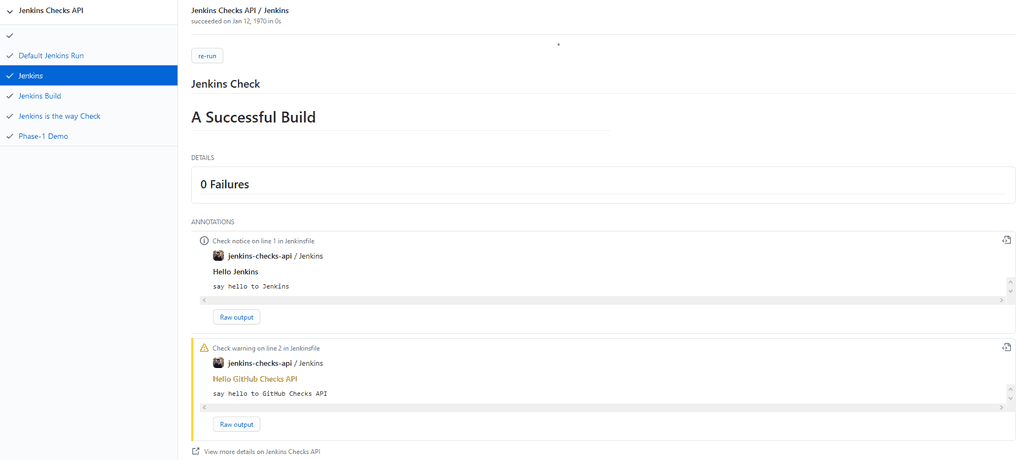 Jenkins Checks API
Default Jenkins Run
Jenkins
Jenkins Build
Jenkins is the way Check
Phase-1 Demo
Jenkins Checks API / Jenkins
succeeded on Jan 12, 1970 in 0s
re-run
Jenkins Check
A Successful Build
DETAILS
0 Failures
ANNOTATIONS
Check notice on line 1 in Jenkinsfile
jenkins-checks-api / Jenkins
Hello Jenkins
say hello to Jenkins
Raw output
Check warning on line 2 in Jenkinsfile
jenkins-checks-api / Jenkins
Hello GitHub Checks API
say hello to GitHub Checks API
Raw output
View more details on Jenkins Checks API